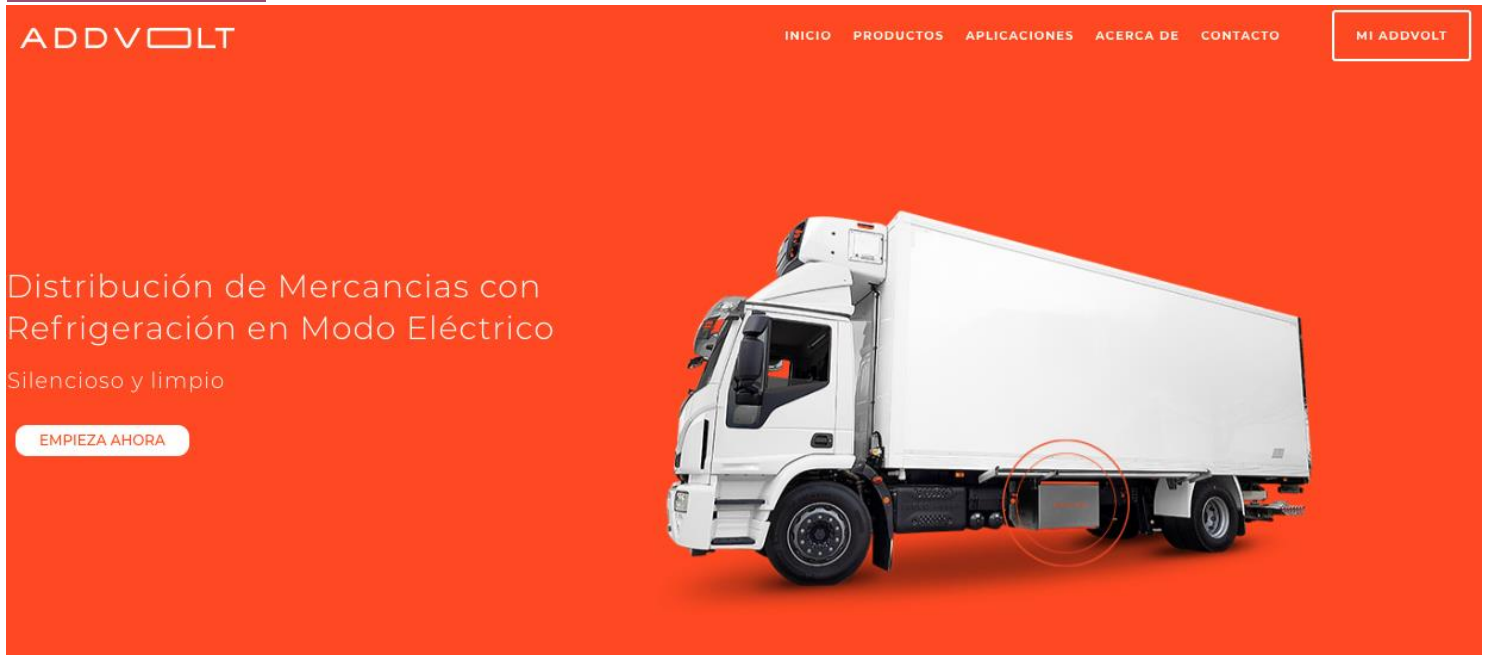 ADDVOLT
INICIO PRODUCTOS APLICACIONES ACERCA DE CONTACTO MI ADDVOLT
Distribución de Mercancias con
Refrigeración en Modo Eléctrico
Silencioso y limpio
EMPIEZA AHORA